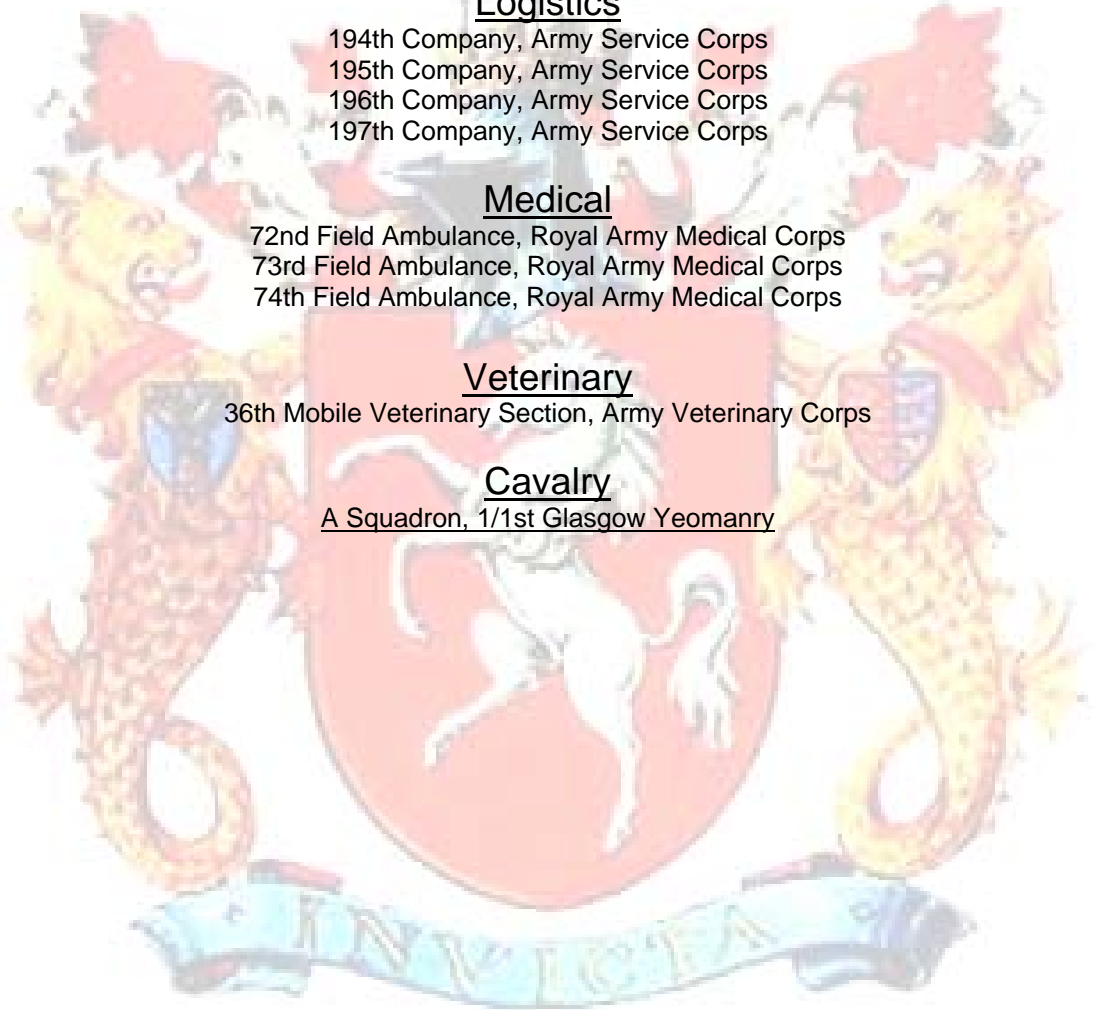 Logistics
194th Company, Army Service Corps
195th Company, Army Service Corps
196th Company, Army Service Corps
197th Company, Army Service Corps
Medical
72nd Field Ambulance, Royal Army Medical Corps
73rd Field Ambulance, Royal Army Medical Corps
74th Field Ambulance, Royal Army Medical Corps
Veterinary
36th Mobile Veterinary Section, Army Veterinary Corps
Cavalry
A Squadron, 1/1st Glasgow Yeomanry
INVICTA